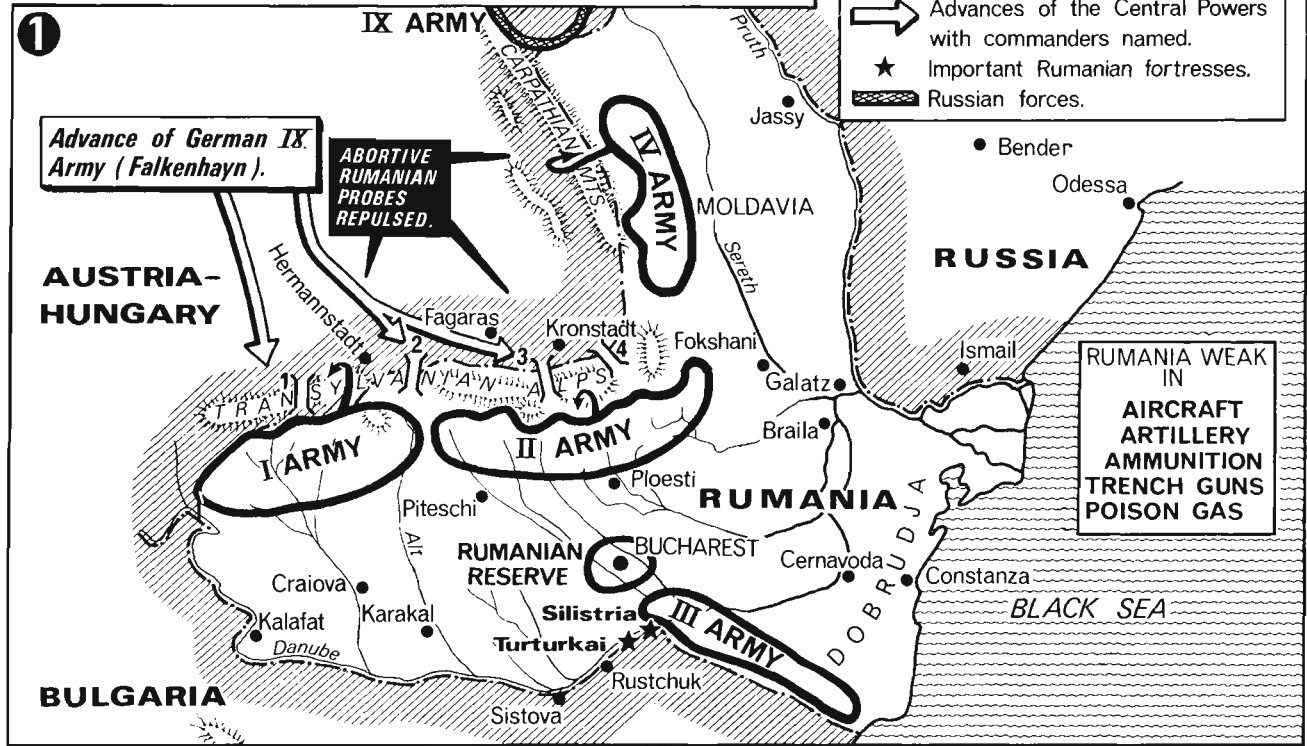 1
IX ARMY
Advances of the Central Powers
with commanders named.
Important Rumanian fortresses.
Russian forces.
Pruth
CARPATHIAN MTS
Jassy
Bender
Odessa
Advance of German IX
Army (Falkenhayn).
ABORTIVE
RUMANIAN
PROBES
REPULSED.
IV ARMY
MOLDAVIA
Sereth
RUSSIA
AUSTRIA-
HUNGARY
Hermannstadt
Fagaras
Kronstadt
Fokshani
1
2
3
4
TRANSYLVANIAN ALPS
Galatz
Ismail
Braila
RUMANIA WEAK
IN
AIRCRAFT
ARTILLERY
AMMUNITION
TRENCH GUNS
POISON GAS
I ARMY
II ARMY
Ploesti
Piteschi
RUMANIA
Alt
RUMANIAN
RESERVE
BUCHAREST
Cernavoda
Constanza
DOBRUDJA
BLACK SEA
Craiova
Karakal
Kalafat
Danube
Silistria
Turturkai
III ARMY
Rustchuk
Sistova
BULGARIA